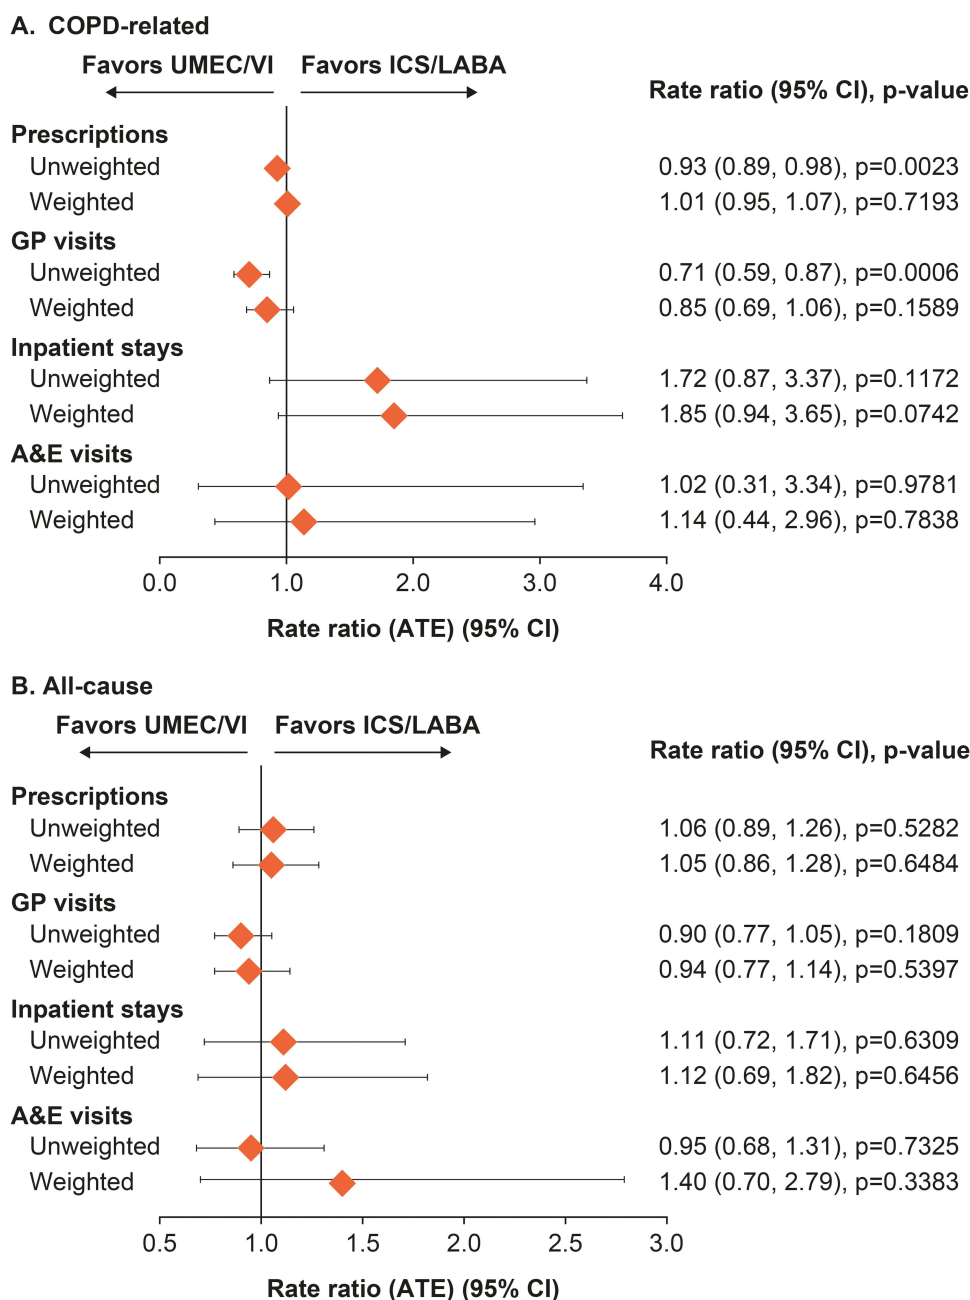 A. COPD-related
Favors UMEC/VI Favors ICS/LABA
Rate ratio (95% CI), p-value
Prescriptions
Unweighted 0.93 (0.89, 0.98), p=0.0023
Weighted 1.01 (0.95, 1.07), p=0.7193
GP visits
Unweighted 0.71 (0.59, 0.87), p=0.0006
Weighted 0.85 (0.69, 1.06), p=0.1589
Inpatient stays
Unweighted 1.72 (0.87, 3.37), p=0.1172
Weighted 1.85 (0.94, 3.65), p=0.0742
A&E visits
Unweighted 1.02 (0.31, 3.34), p=0.9781
Weighted 1.14 (0.44, 2.96), p=0.7838
0.0 1.0 2.0 3.0 4.0
Rate ratio (ATE) (95% CI)
B. All-cause
Favors UMEC/VI Favors ICS/LABA
Rate ratio (95% CI), p-value
Prescriptions
Unweighted 1.06 (0.89, 1.26), p=0.5282
Weighted 1.05 (0.86, 1.28), p=0.6484
GP visits
Unweighted 0.90 (0.77, 1.05), p=0.1809
Weighted 0.94 (0.77, 1.14), p=0.5397
Inpatient stays
Unweighted 1.11 (0.72, 1.71), p=0.6309
Weighted 1.12 (0.69, 1.82), p=0.6456
A&E visits
Unweighted 0.95 (0.68, 1.31), p=0.7325
Weighted 1.40 (0.70, 2.79), p=0.3383
0.5 1.0 1.5 2.0 2.5 3.0
Rate ratio (ATE) (95% CI)